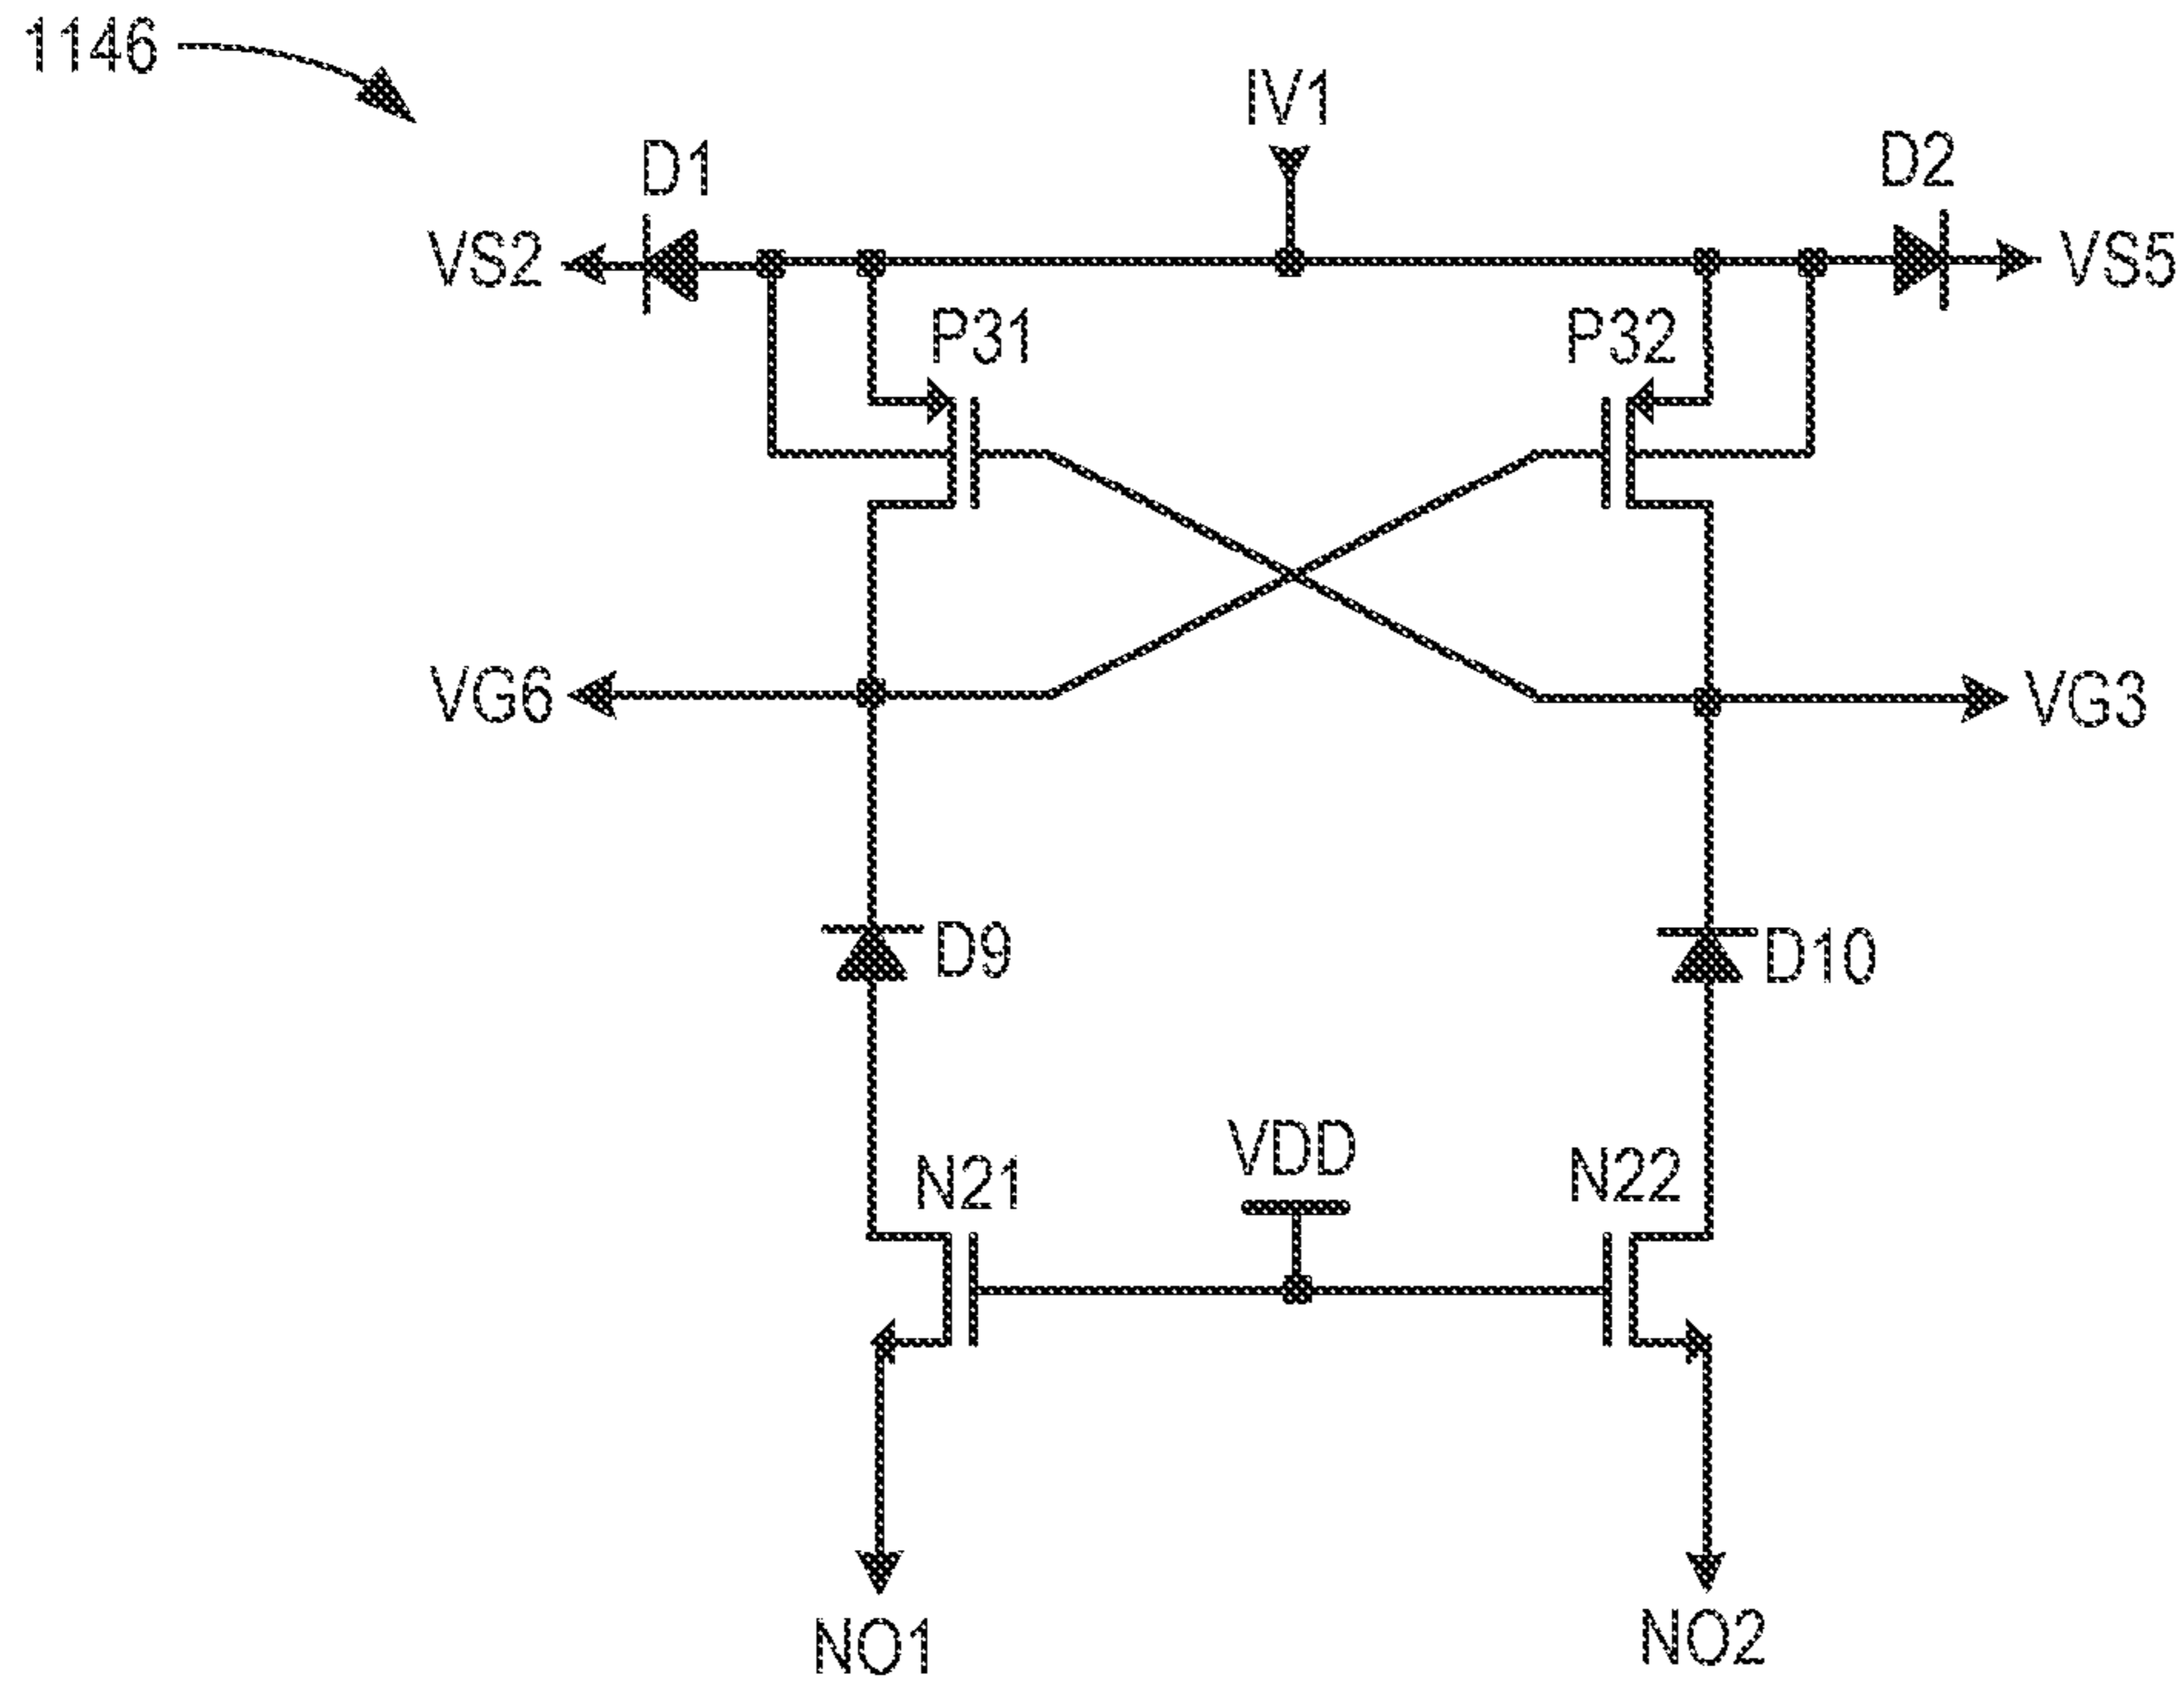 1146
IV1
D1
D2
VS2
VS5
P31
P32
VG6
VG3
D9
D10
VDD
N21
N22
NO1
NO2